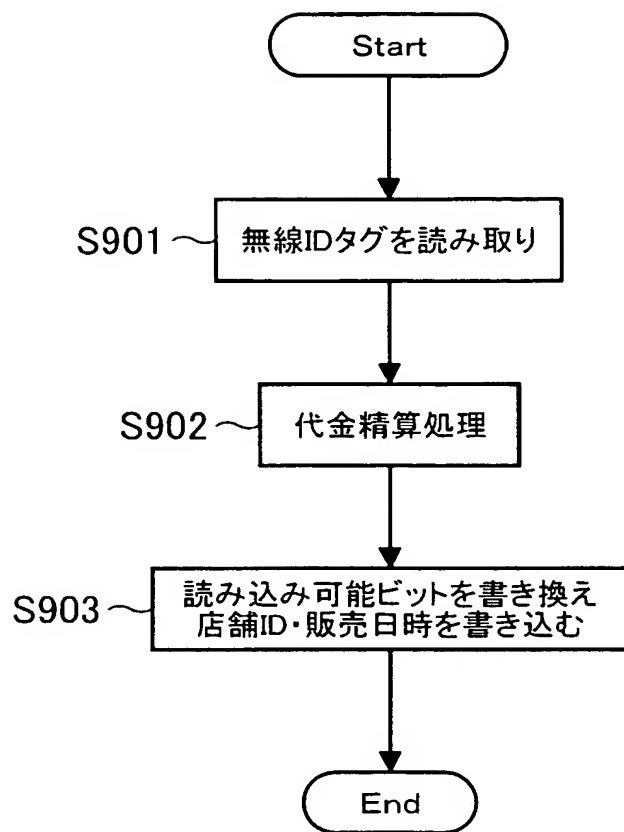 Start
S901 無線IDタグを読み取り
S902 代金精算処理
S903 読み込み可能ビットを書き換え
店舗ID・販売日時を書き込む
End